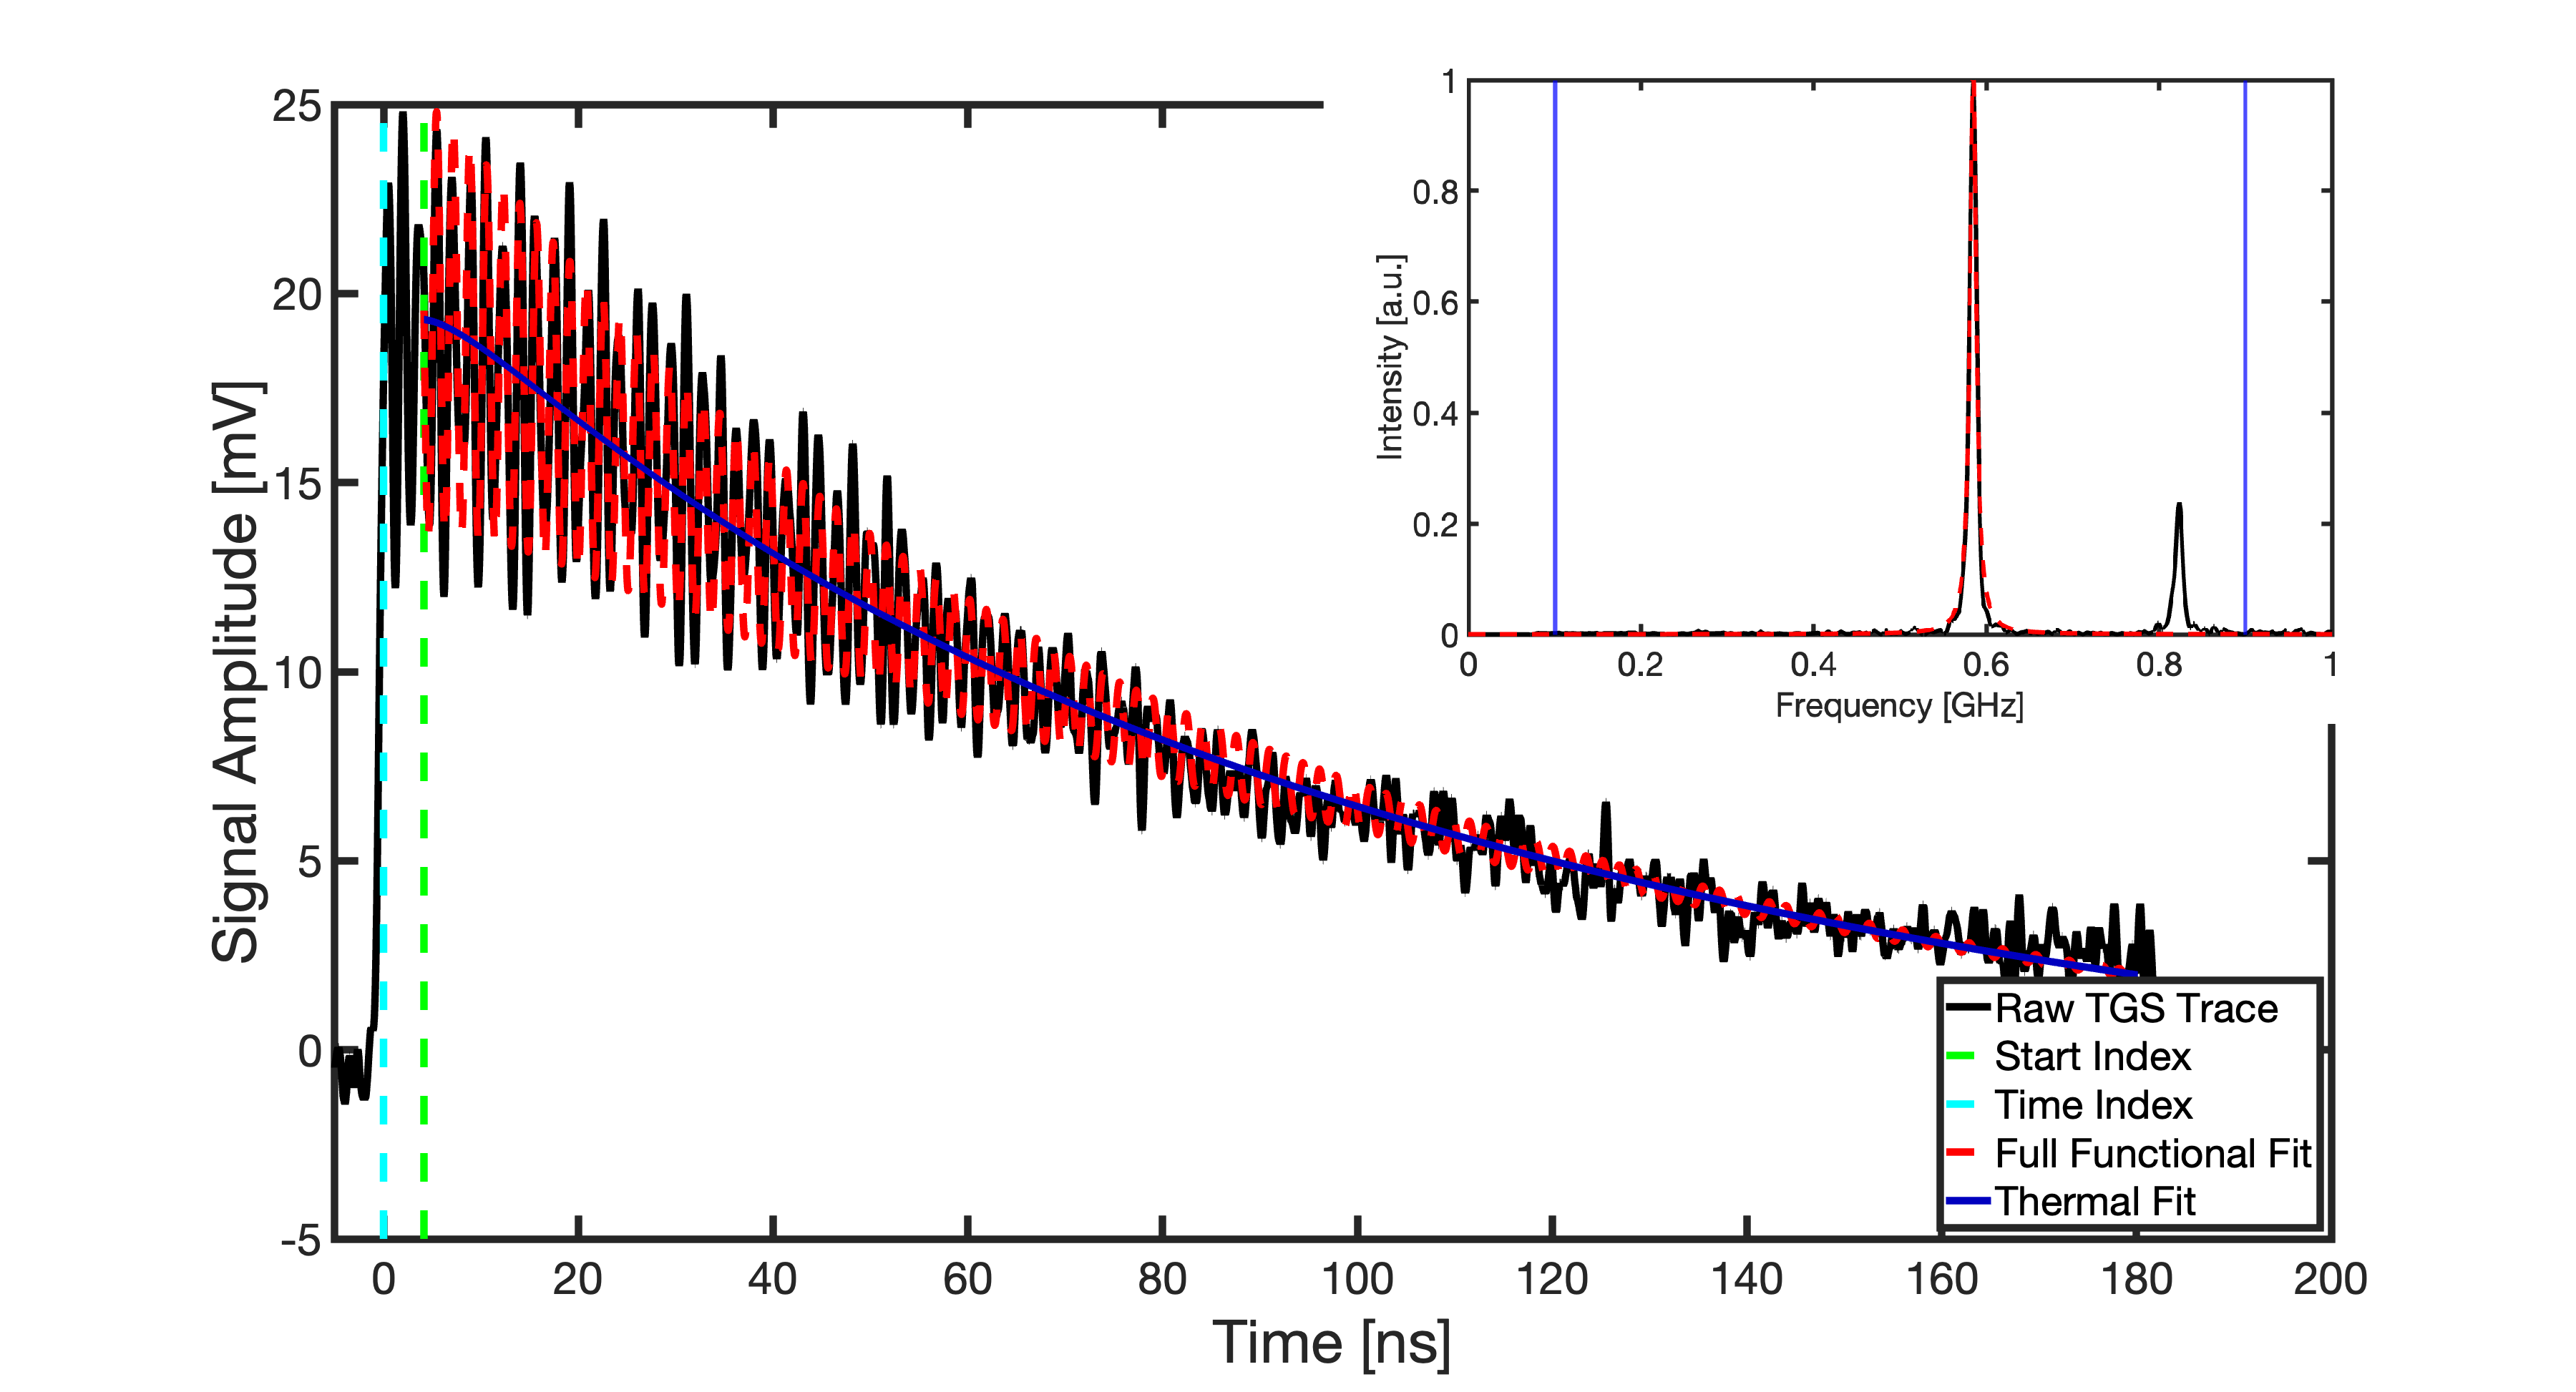 Signal Amplitude [mV]
25
20
15
10
5
0
-5
0 20 40 60 80 100 120 140 160 180 200
Time [ns]
Intensity [a.u.]
1
0.8
0.6
0.4
0.2
0
0 0.2 0.4 0.6 0.8 1
Frequency [GHz]
Raw TGS Trace
Start Index
Time Index
Full Functional Fit
Thermal Fit